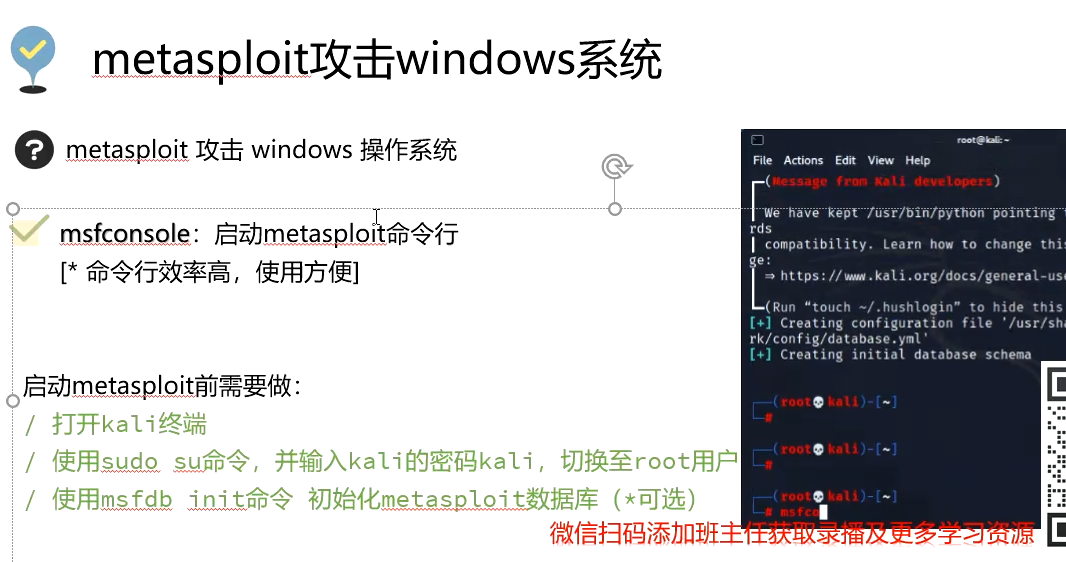 metasploit攻击windows系统
metasploit 攻击 windows 操作系统
msfconsole：启动metasploit命令行
[* 命令行效率高，使用方便]
启动metasploit前需要做：
/ 打开kali终端
/ 使用sudo su命令，并输入kali的密码kali，切换至root用户
/ 使用msfdb init命令 初始化metasploit数据库（*可选）
root@kali: ~
File Actions Edit View Help
(Message from Kali developers)
We have kept /usr/bin/python pointing t
rds
compatibility. Learn how to change this
ge:
⇒ https://www.kali.org/docs/general-use
(Run “touch ~/.hushlogin” to hide this
[+] Creating configuration file '/usr/sha
rk/config/database.yml'
[+] Creating initial database schema
(root💀kali)-[~]
#
(root💀kali)-[~]
#
(root💀kali)-[~]
# msfco
微信扫码添加班主任获取录播及更多学习资源